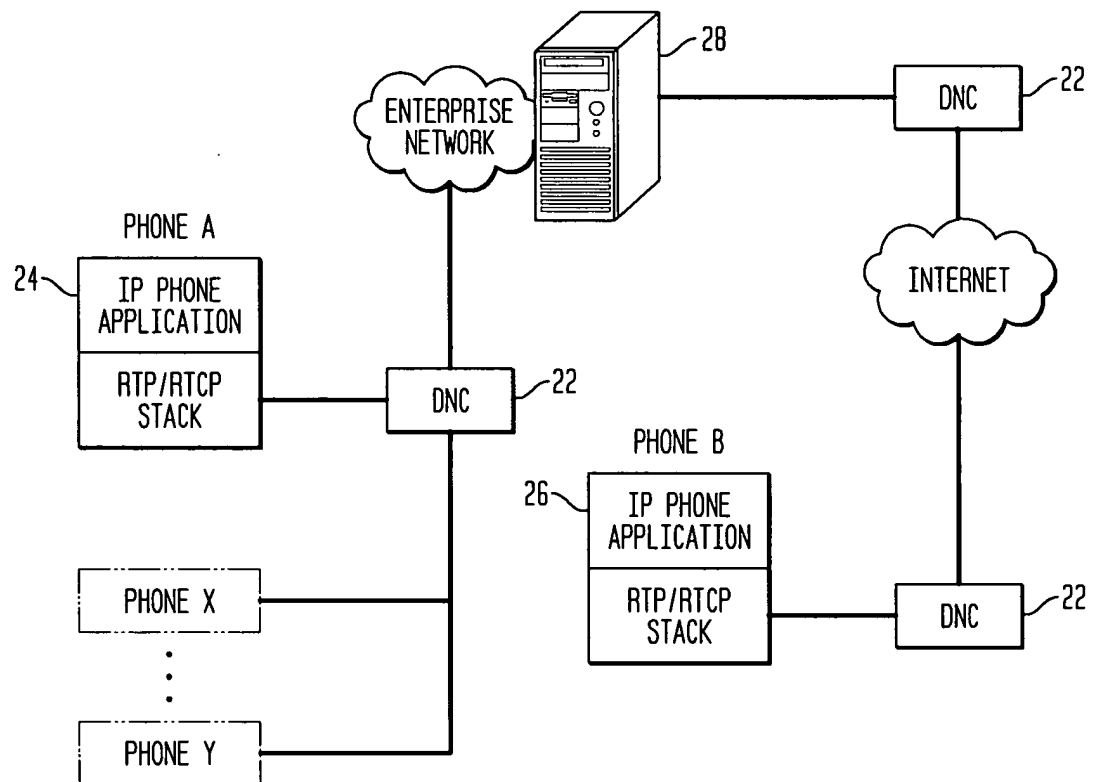 28
DNC
22
ENTERPRISE
NETWORK
PHONE A
24
IP PHONE
APPLICATION
RTP/RTCP
STACK
INTERNET
DNC
22
PHONE B
26
IP PHONE
APPLICATION
RTP/RTCP
STACK
DNC
22
PHONE X
PHONE Y